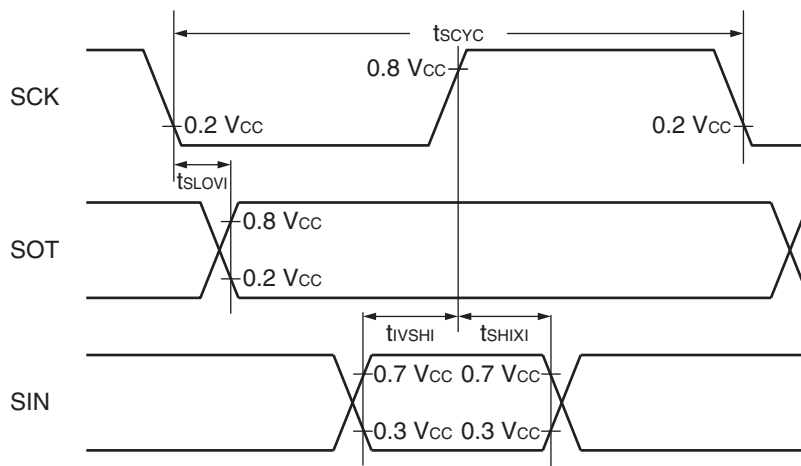 tSCYC
SCK
0.8 VCC
0.2 VCC
0.2 VCC
tSLOVI
SOT
0.8 VCC
0.2 VCC
tIVSHI
tSHIXI
SIN
0.7 VCC
0.7 VCC
0.3 VCC
0.3 VCC